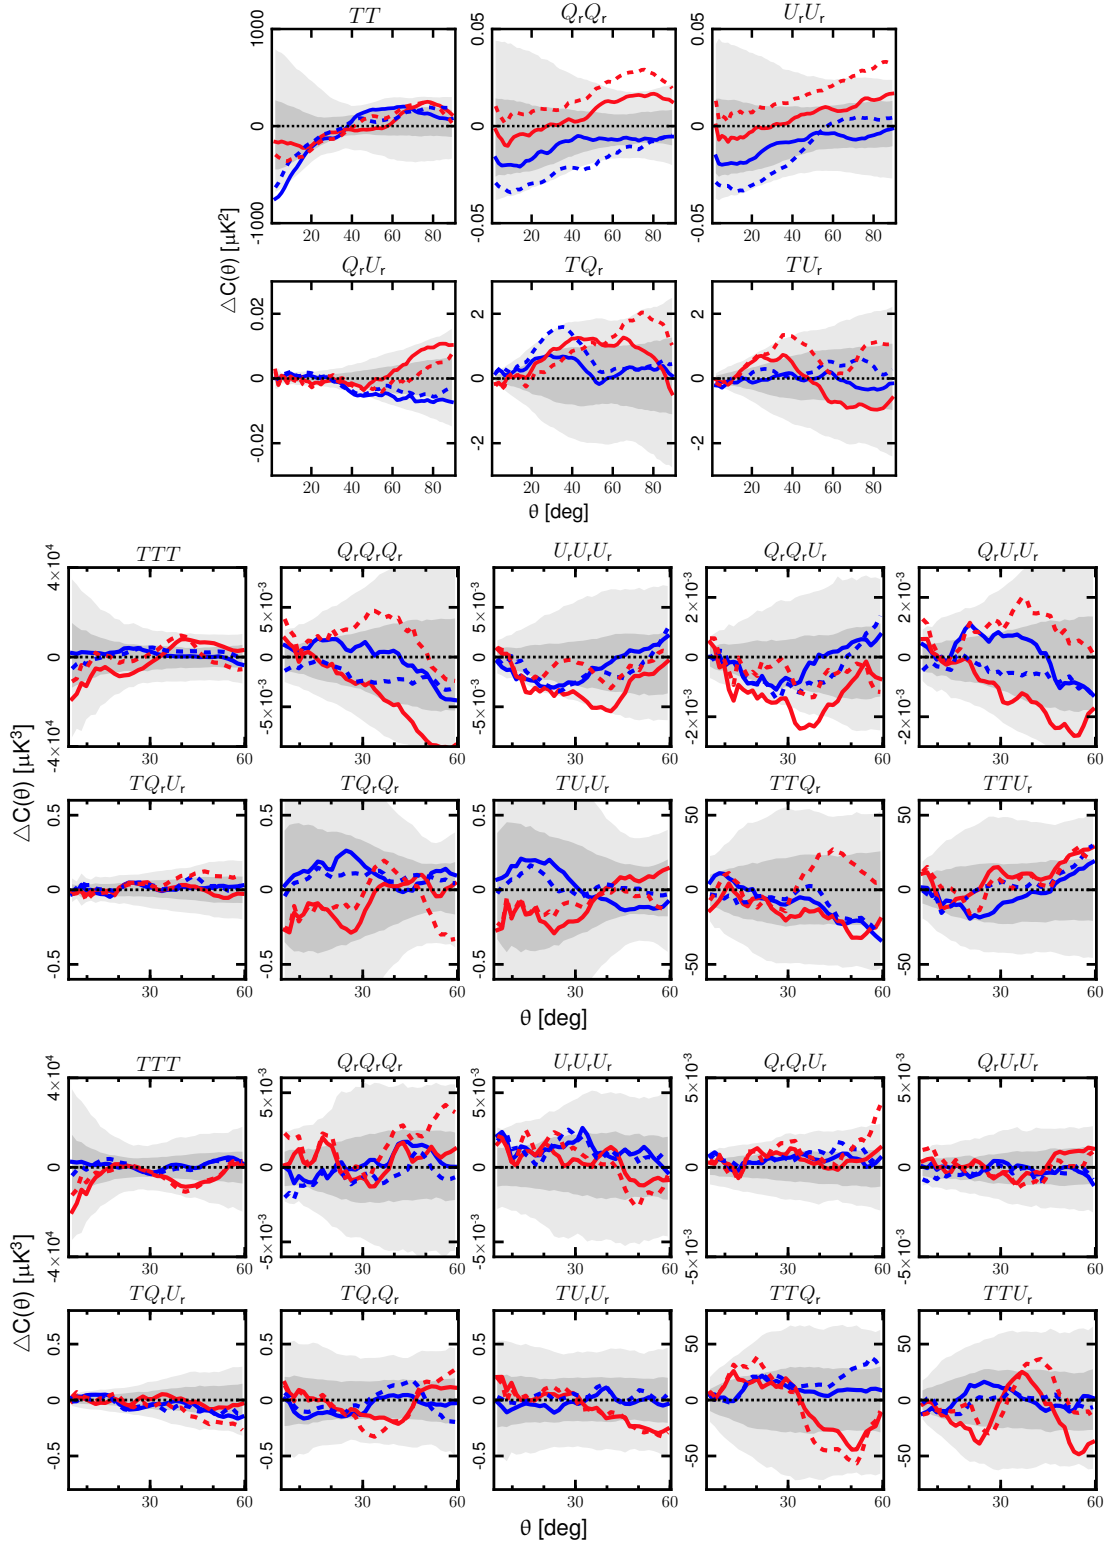 TT QrQr UrUr
1000 0.05 0.05
0 0 0
-1000 -0.05 -0.05
20 40 60 80 20 40 60 80 20 40 60 80
△C(θ) [μK²]
QrUr TQr TUr
0.02 2 2
0 0 0
-0.02 -2 -2
20 40 60 80 20 40 60 80 20 40 60 80
θ [deg]
TTT QrQrQr UrUrUr QrQrUr QrUrUr
4×10⁴ 5×10⁻³ 5×10⁻³ 2×10⁻³ 2×10⁻³
0 0 0 0 0
-4×10⁴ -5×10⁻³ -5×10⁻³ -2×10⁻³ -2×10⁻³
30 60 30 60 30 60 30 60 30 60
△C(θ) [μK³]
TQrUr TQrQr TUrUr TTQr TTUr
0.5 0.5 0.5 50 50
0 0 0 0 0
-0.5 -0.5 -0.5 -50 -50
30 60 30 60 30 60 30 60 30 60
θ [deg]
TTT QrQrQr UrUrUr QrQrUr QrUrUr
4×10⁴ 5×10⁻³ 5×10⁻³ 5×10⁻³ 5×10⁻³
0 0 0 0 0
-4×10⁴ -5×10⁻³ -5×10⁻³ -5×10⁻³ -5×10⁻³
30 60 30 60 30 60 30 60 30 60
△C(θ) [μK³]
TQrUr TQrQr TUrUr TTQr TTUr
0.5 0.5 0.5 50 50
0 0 0 0 0
-0.5 -0.5 -0.5 -50 -50
30 60 30 60 30 60 30 60 30 60
θ [deg]